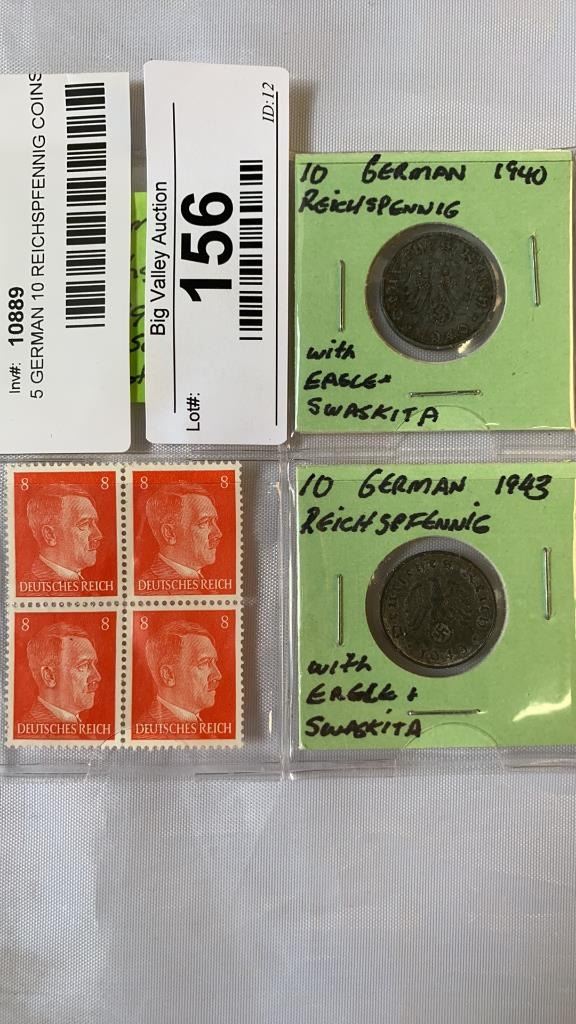 Inv#: 10889
5 GERMAN 10 REICHSPFENNIG COINS
Big Valley Auction
ID:12
Lot#: 156
10 GERMAN 1940
REICHSPENNIG
with
EAGLE +
SWASKITA
8 8
DEUTSCHES REICH DEUTSCHES REICH
8 8
DEUTSCHES REICH DEUTSCHES REICH
10 GERMAN 1943
REICHSPFENNIG
with
EAGLE +
SWASKITA